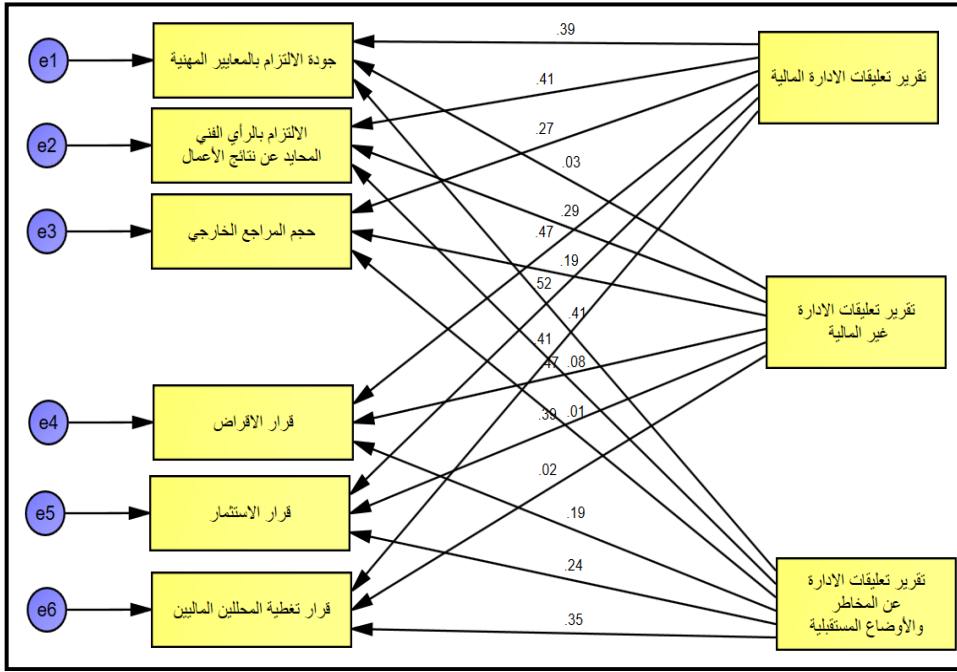 .39
e1
جودة الالتزام بالمعايير المهنية
تقرير تعليقات الادارة المالية
.41
e2
الالتزام بالرأي الفني
المحايد عن نتائج الأعمال
.27
.03
e3
حجم المراجع الخارجي
.29
.47
.19
52
تقرير تعليقات الادارة
غير المالية
.41
.41
.47
.08
e4
قرار الاقراض
.39
.01
.02
e5
قرار الاستثمار
.19
.24
تقرير تعليقات الادارة
عن المخاطر
والأوضاع المستقبلية
e6
قرار تغطية المحللين الماليين
.35